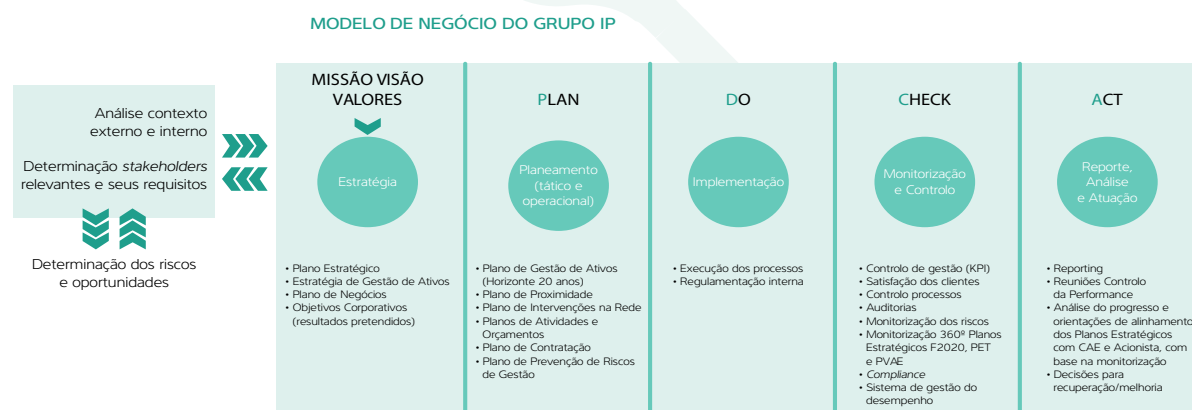 MODELO DE NEGÓCIO DO GRUPO IP
Análise contexto
externo e interno
Determinação stakeholders
relevantes e seus requisitos
Determinação dos riscos
e oportunidades
MISSÃO VISÃO
VALORES
Estratégia
• Plano Estratégico
• Estratégia de Gestão de Ativos
• Plano de Negócios
• Objetivos Corporativos
(resultados pretendidos)
PLAN
Planeamento
(tático e
operacional)
• Plano de Gestão de Ativos
(Horizonte 20 anos)
• Plano de Proximidade
• Plano de Intervenções na Rede
• Planos de Atividades e
Orçamentos
• Plano de Contratação
• Plano de Prevenção de Riscos
de Gestão
DO
Implementação
• Execução dos processos
• Regulamentação interna
CHECK
Monitorização
e Controlo
• Controlo de gestão (KPI)
• Satisfação dos clientes
• Controlo processos
• Auditorias
• Monitorização dos riscos
• Monitorização 360º Planos
Estratégicos F2020, PET
e PVAE
• Compliance
• Sistema de gestão do
desempenho
ACT
Reporte,
Análise
e Atuação
• Reporting
• Reuniões Controlo
da Performance
• Análise do progresso e
orientações de alinhamento
dos Planos Estratégicos
com CAE e Acionista, com
base na monitorização
• Decisões para
recuperação/melhoria